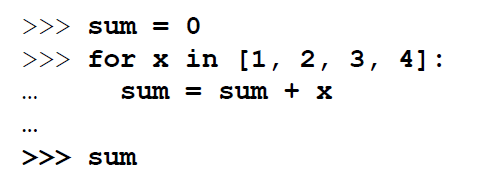 >>> sum = 0
>>> for x in [1, 2, 3, 4]:
…     sum = sum + x
…
>>> sum